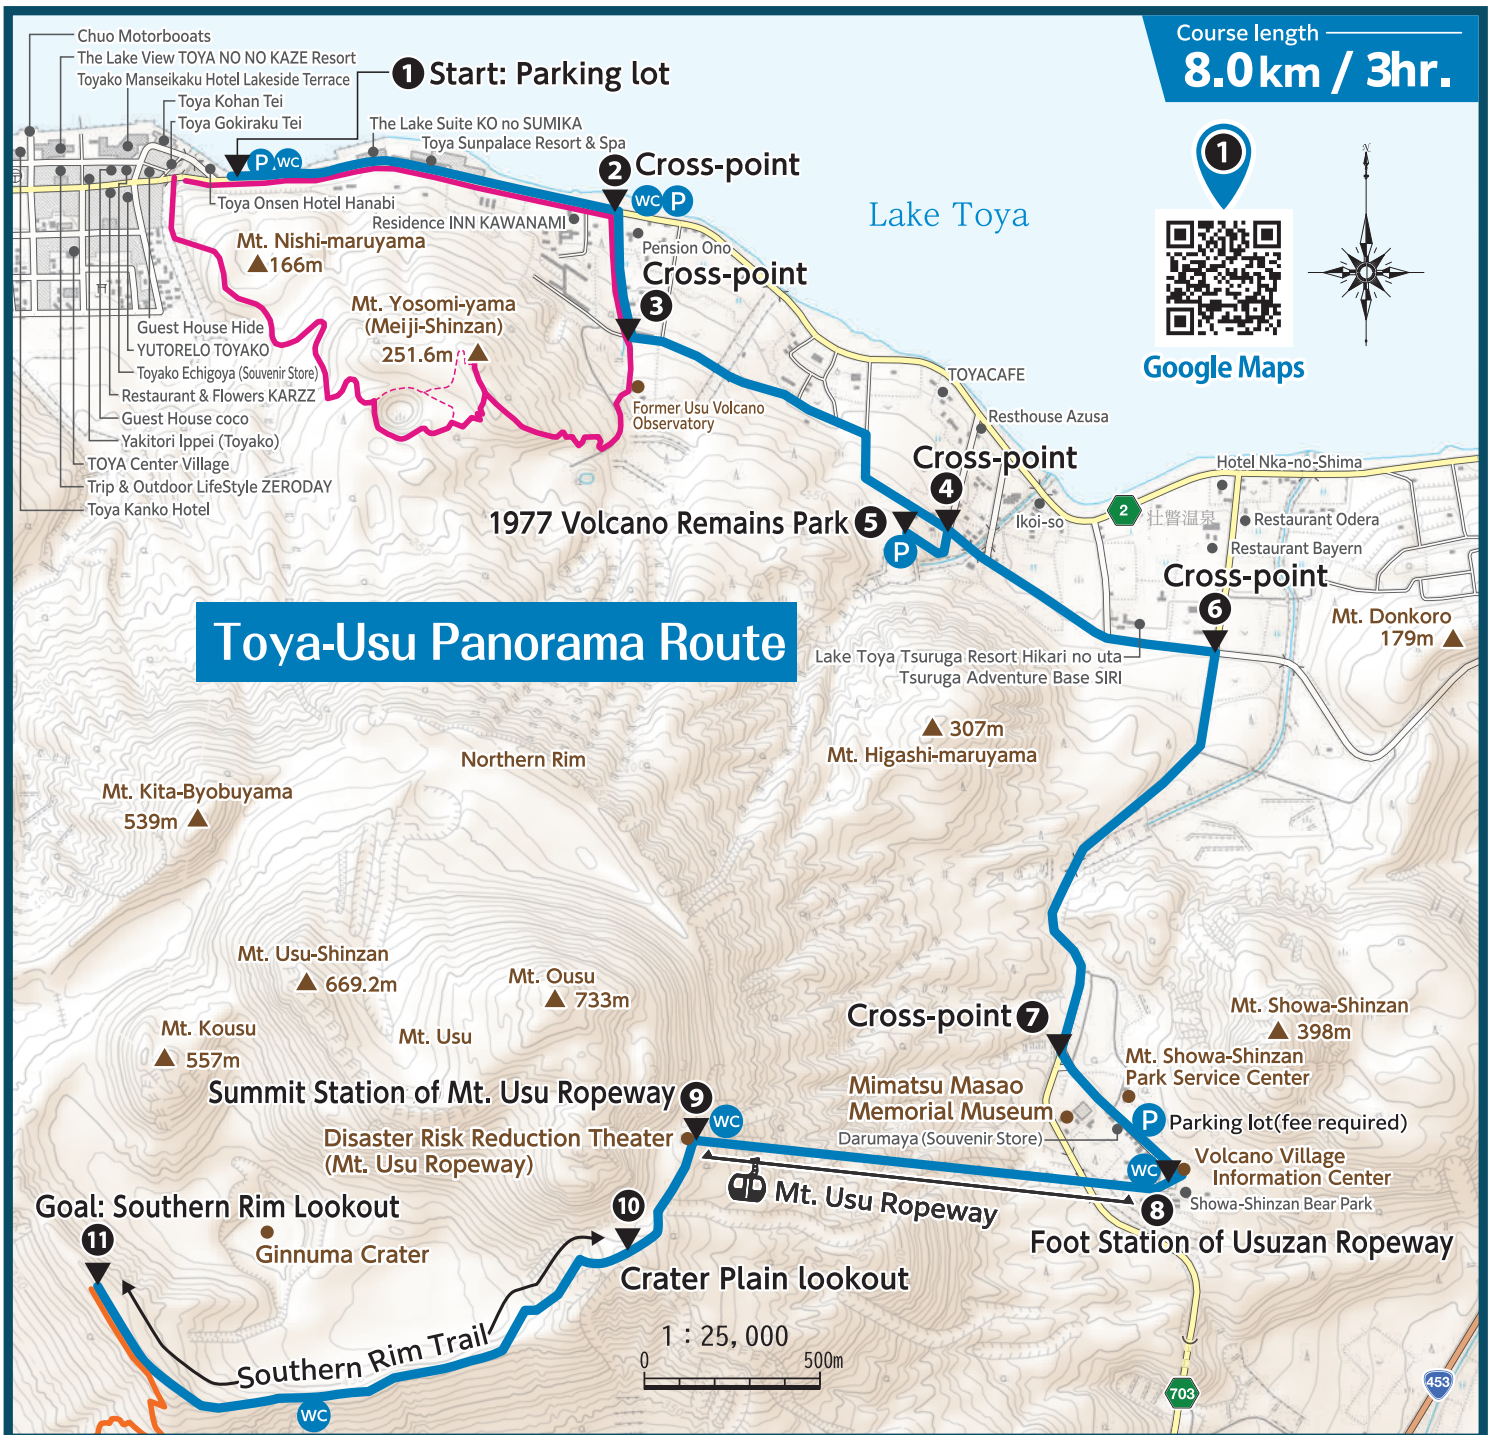 Course length
8.0km / 3hr.
Chuo Motorbooats
The Lake View TOYA NO NO KAZE Resort
Toyako Manseikaku Hotel Lakeside Terrace
Toya Kohan Tei
Toya Gokiraku Tei
1 Start: Parking lot
The Lake Suite KO no SUMIKA
Toya Sunpalace Resort & Spa
P WC
2 Cross-point
WC P
Toya Onsen Hotel Hanabi
Residence INN KAWANAMI
Pension Ono
Lake Toya
1
N
Google Maps
Mt. Nishi-maruyama
166m
Cross-point
3
Mt. Yosomi-yama
(Meiji-Shinzan)
251.6m
Guest House Hide
YUTORELO TOYAKO
Toyako Echigoya (Souvenir Store)
Restaurant & Flowers KARZZ
Guest House coco
Yakitori Ippei (Toyako)
TOYA Center Village
Trip & Outdoor LifeStyle ZERODAY
Toya Kanko Hotel
Former Usu Volcano
Observatory
TOYACAFE
Resthouse Azusa
Cross-point
4
Hotel Nka-no-Shima
1977 Volcano Remains Park 5
P
Ikoi-so
2
壮瞥温泉
Restaurant Odera
Restaurant Bayern
Cross-point
6
Mt. Donkoro
179m
Toya-Usu Panorama Route
Lake Toya Tsuruga Resort Hikari no uta
Tsuruga Adventure Base SIRI
307m
Mt. Higashi-maruyama
Northern Rim
Mt. Kita-Byobuyama
539m
Mt. Usu-Shinzan
669.2m
Mt. Ousu
733m
Mt. Kousu
557m
Mt. Usu
Cross-point 7
Mt. Showa-Shinzan
398m
Mt. Showa-Shinzan
Park Service Center
Mimatsu Masao
Memorial Museum
Darumaya (Souvenir Store)
P Parking lot(fee required)
Summit Station of Mt. Usu Ropeway 9
WC
Disaster Risk Reduction Theater
(Mt. Usu Ropeway)
WC
Volcano Village
Information Center
Showa-Shinzan Bear Park
Mt. Usu Ropeway
8
Foot Station of Usuzan Ropeway
Goal: Southern Rim Lookout
11
Ginnuma Crater
10
Crater Plain lookout
Southern Rim Trail
WC
1 : 25,000
0 500m
703
453